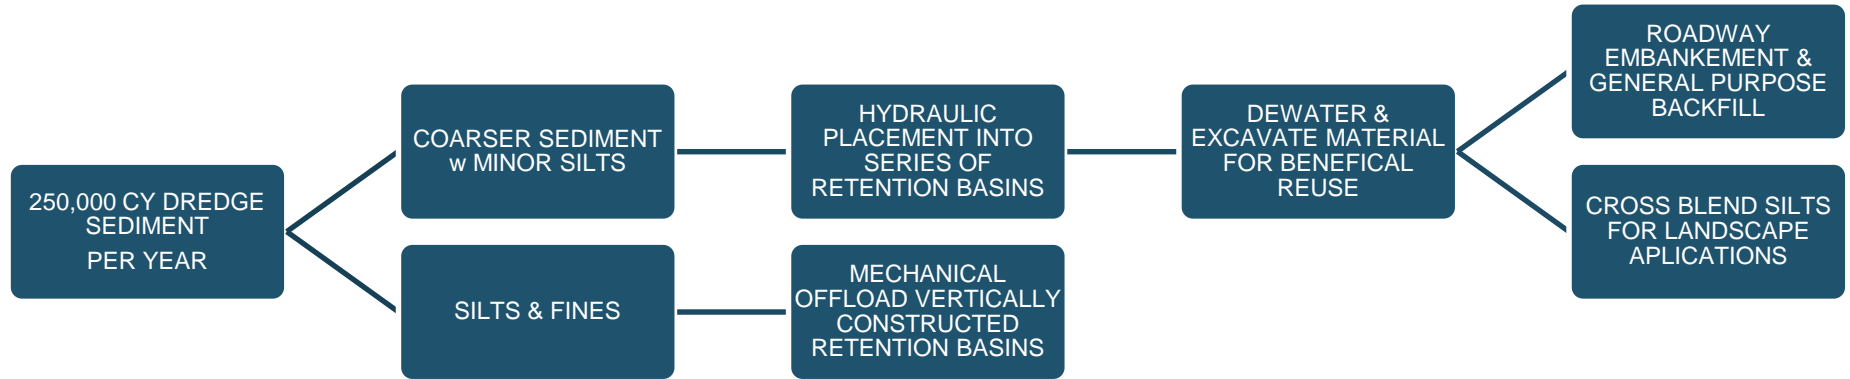 250,000 CY DREDGE
SEDIMENT
PER YEAR
COARSER SEDIMENT
w MINOR SILTS
SILTS & FINES
HYDRAULIC
PLACEMENT INTO
SERIES OF
RETENTION BASINS
MECHANICAL
OFFLOAD VERTICALLY
CONSTRUCTED
RETENTION BASINS
DEWATER &
EXCAVATE MATERIAL
FOR BENEFICAL
REUSE
ROADWAY
EMBANKEMENT &
GENERAL PURPOSE
BACKFILL
CROSS BLEND SILTS
FOR LANDSCAPE
APLICATIONS